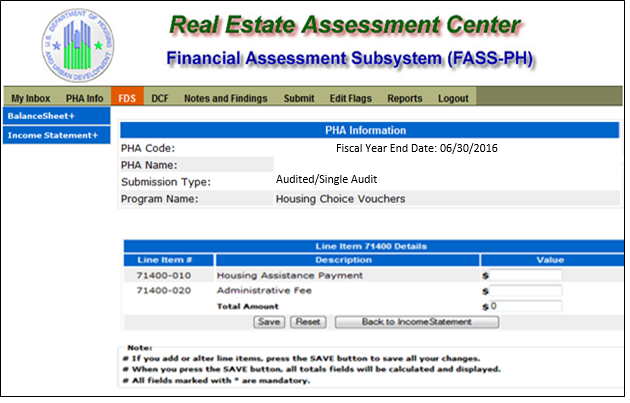 U.S. DEPARTMENT OF HOUSING
AND URBAN DEVELOPMENT
Real Estate Assessment Center
Financial Assessment Subsystem (FASS-PH)
My Inbox PHA Info FDS DCF Notes and Findings Submit Edit Flags Reports Logout
BalanceSheet+
Income Statement+
PHA Information
PHA Code: Fiscal Year End Date: 06/30/2016
PHA Name:
Submission Type: Audited/Single Audit
Program Name: Housing Choice Vouchers
Line Item 71400 Details
Line Item # Description Value
71400-010 Housing Assistance Payment $
71400-020 Administrative Fee $
Total Amount $ 0
Save Reset Back to IncomeStatement
Note:
# If you add or alter line items, press the SAVE button to save all your changes.
# When you press the SAVE button, all totals fields will be calculated and displayed.
# All fields marked with * are mandatory.